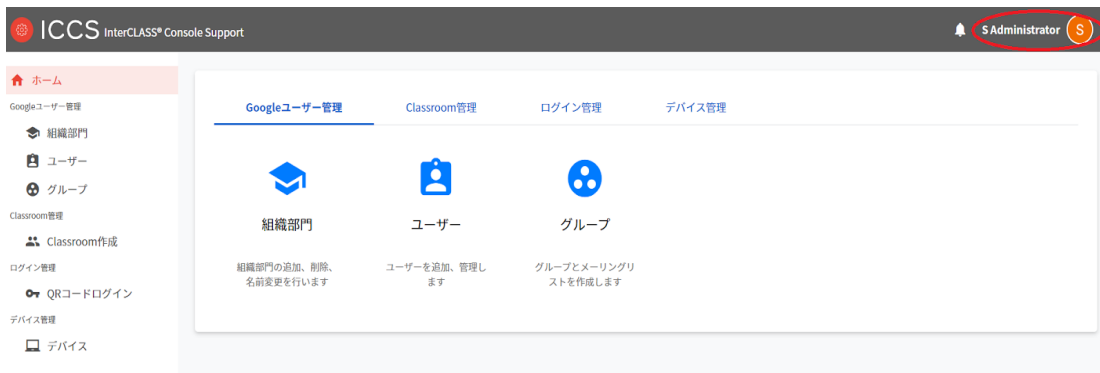 ICCS InterCLASS® Console Support
S Administrator S
ホーム
Googleユーザー管理
組織部門
ユーザー
グループ
Classroom管理
Classroom作成
ログイン管理
QRコードログイン
デバイス管理
デバイス
Googleユーザー管理 Classroom管理 ログイン管理 デバイス管理
組織部門
組織部門の追加、削除、
名前変更を行います
ユーザー
ユーザーを追加、管理し
ます
グループ
グループとメーリングリ
ストを作成します